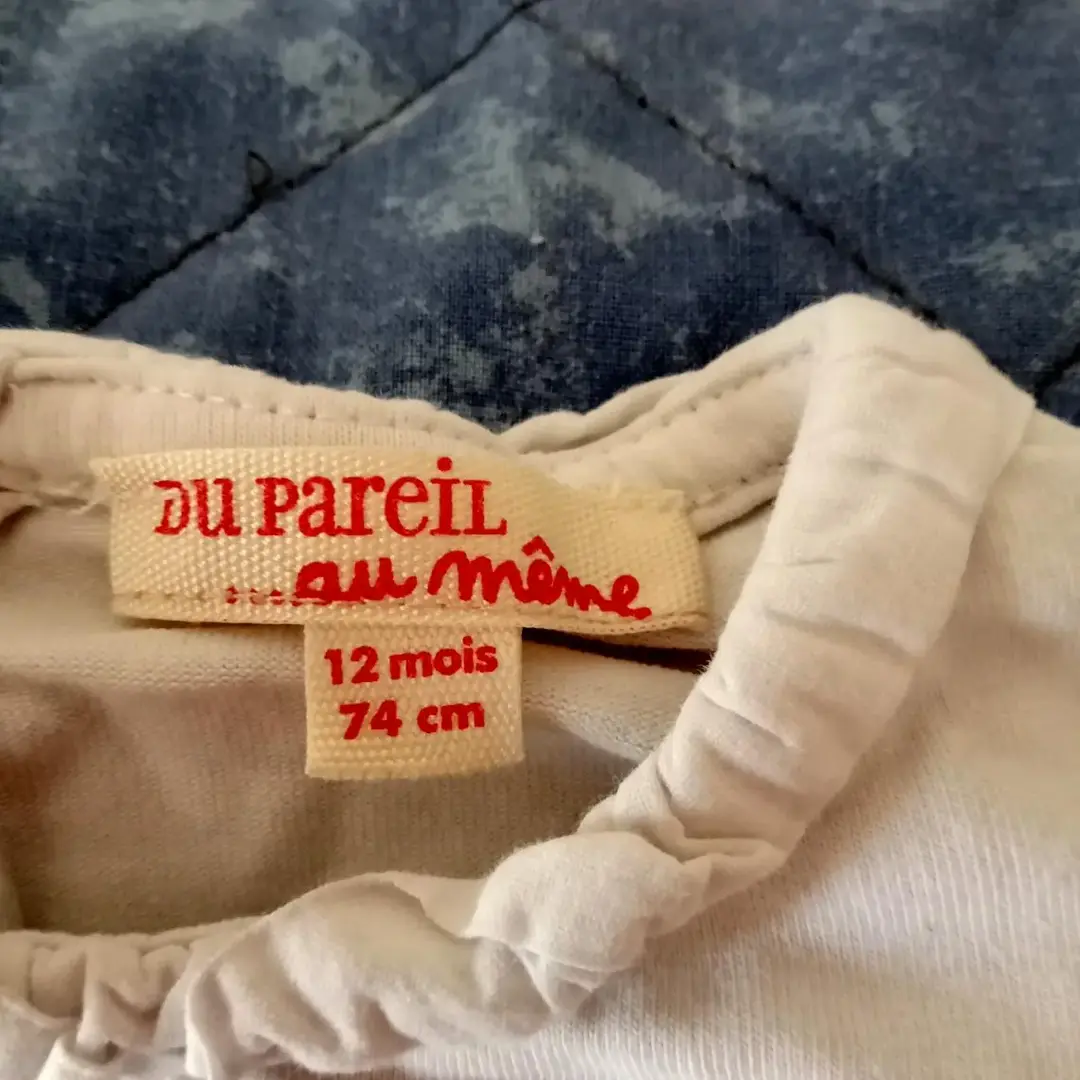 DU PareiL
au même
12 mois
74 cm